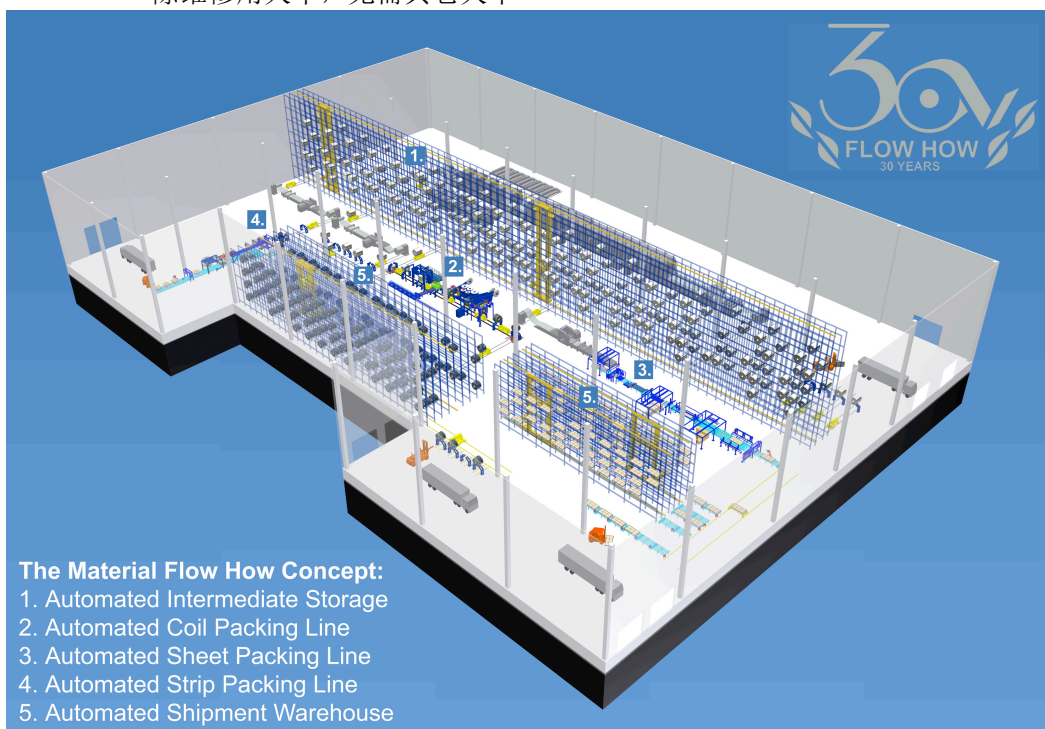 30
FLOW HOW
30 YEARS
1.
4.
2.
5.
3.
5.
The Material Flow How Concept:
1. Automated Intermediate Storage
2. Automated Coil Packing Line
3. Automated Sheet Packing Line
4. Automated Strip Packing Line
5. Automated Shipment Warehouse